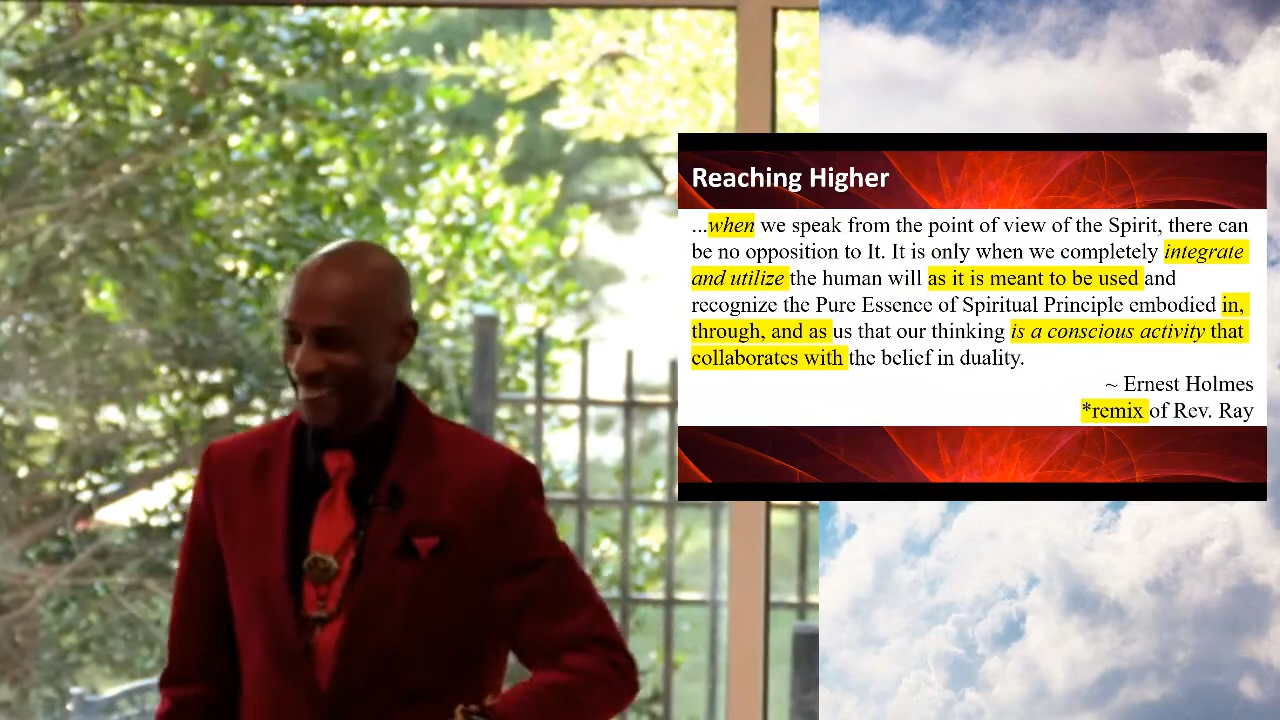 Reaching Higher
...when we speak from the point of view of the Spirit, there can
be no opposition to It. It is only when we completely integrate
and utilize the human will as it is meant to be used and
recognize the Pure Essence of Spiritual Principle embodied in,
through, and as us that our thinking is a conscious activity that
collaborates with the belief in duality.
~ Ernest Holmes
*remix of Rev. Ray